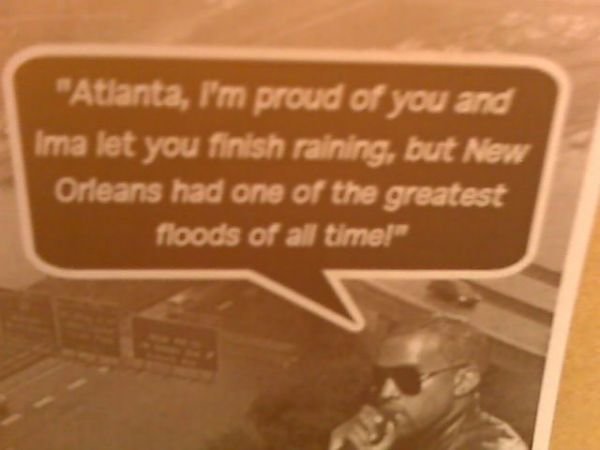 "Atlanta, I'm proud of you and
Ima let you finish raining, but New
Orleans had one of the greatest
floods of all time!"